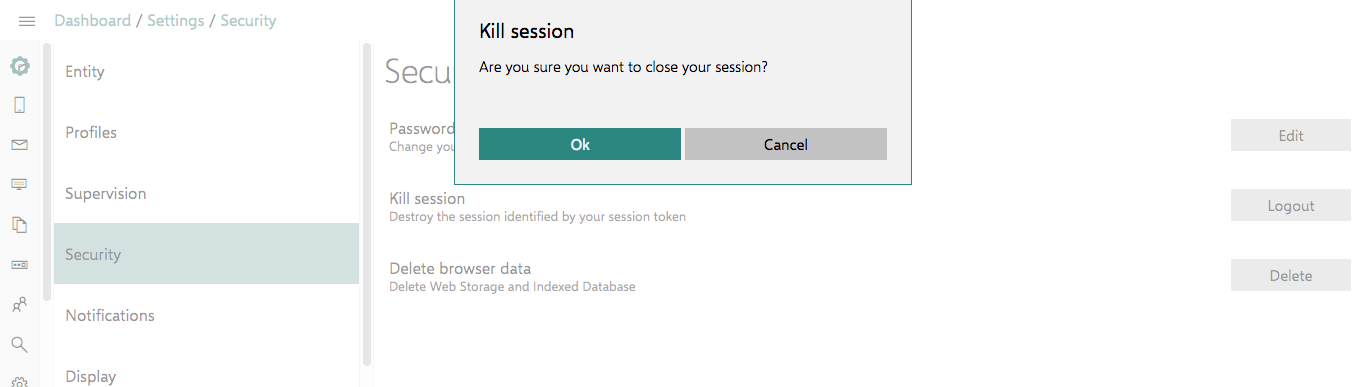 Dashboard / Settings / Security
Kill session
Are you sure you want to close your session?
Ok
Cancel
Entity
Profiles
Supervision
Security
Notifications
Display
Secu
Password
Change you
Edit
Kill session
Destroy the session identified by your session token
Logout
Delete browser data
Delete Web Storage and Indexed Database
Delete